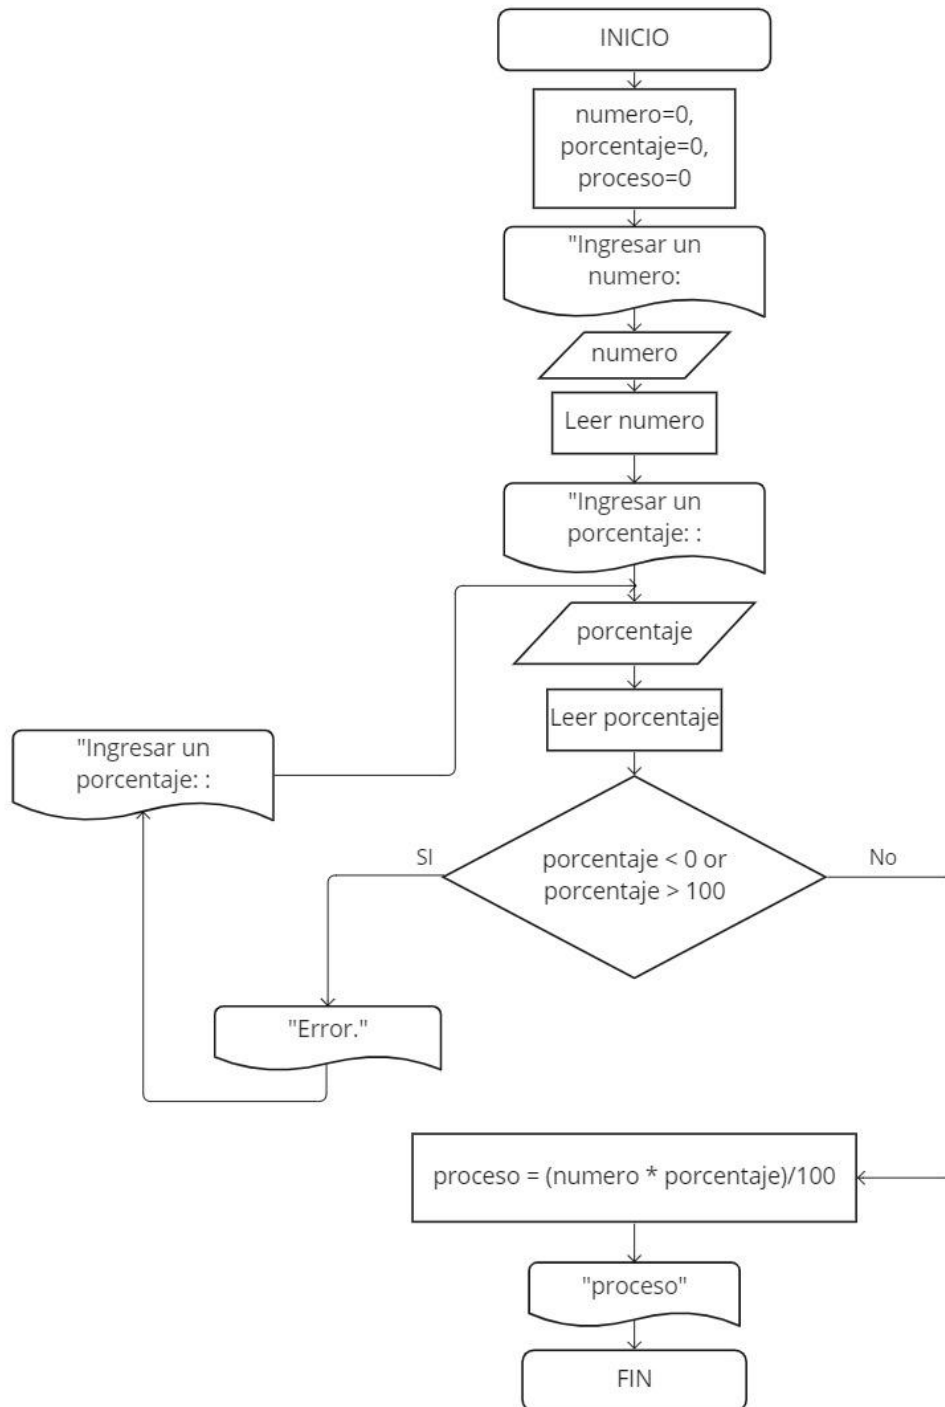 INICIO
numero=0,
porcentaje=0,
proceso=0
"Ingresar un
numero:
numero
Leer numero
"Ingresar un
porcentaje: :
porcentaje
Leer porcentaje
"Ingresar un
porcentaje: :
SI
porcentaje < 0 or
porcentaje > 100
No
"Error."
proceso = (numero * porcentaje)/100
"proceso"
FIN